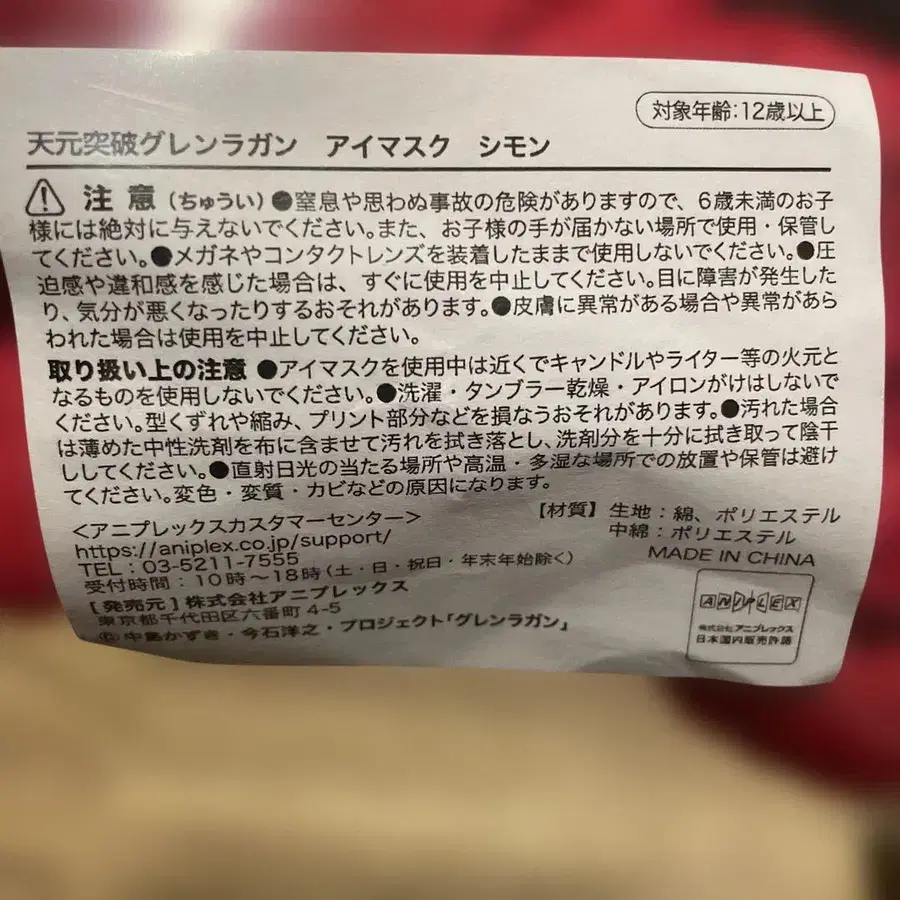 対象年齢:12歳以上
天元突破グレンラガン アイマスク シモン
注意(ちゅうい)●窒息や思わぬ事故の危険がありますので、6歳未満のお子
様には絶対に与えないでください。また、お子様の手が届かない場所で使用・保管し
てください。●メガネやコンタクトレンズを装着したままで使用しないでください。●圧
迫感や違和感を感じた場合は、すぐに使用を中止してください。目に障害が発生した
り、気分が悪くなったりするおそれがあります。●皮膚に異常がある場合や異常があら
われた場合は使用を中止してください。
取り扱い上の注意 ●アイマスクを使用中は近くでキャンドルやライター等の火元と
なるものを使用しないでください。●洗濯・タンブラー乾燥・アイロンがけはしないで
ください。型くずれや縮み、プリント部分などを損なうおそれがあります。●汚れた場合
は薄めた中性洗剤を布に含ませて汚れを拭き落とし、洗剤分を十分に拭き取って陰干
ししてください。●直射日光の当たる場所や高温・多湿な場所での放置や保管は避け
てください。変色・変質・カビなどの原因になります。
<アニプレックスカスタマーセンター>
https://aniplex.co.jp/support/
TEL:03-5211-7555
受付時間:10時~18時(土・日・祝日・年末年始除く)
[発売元]株式会社アニプレックス
東京都千代田区六番町4-5
©中島かずき・今石洋之・プロジェクト「グレンラガン」
【材質】生地:綿、ポリエステル
中綿:ポリエステル
MADE IN CHINA
ANIPLEX
株式会社アニプレックス
日本国内販売許諾